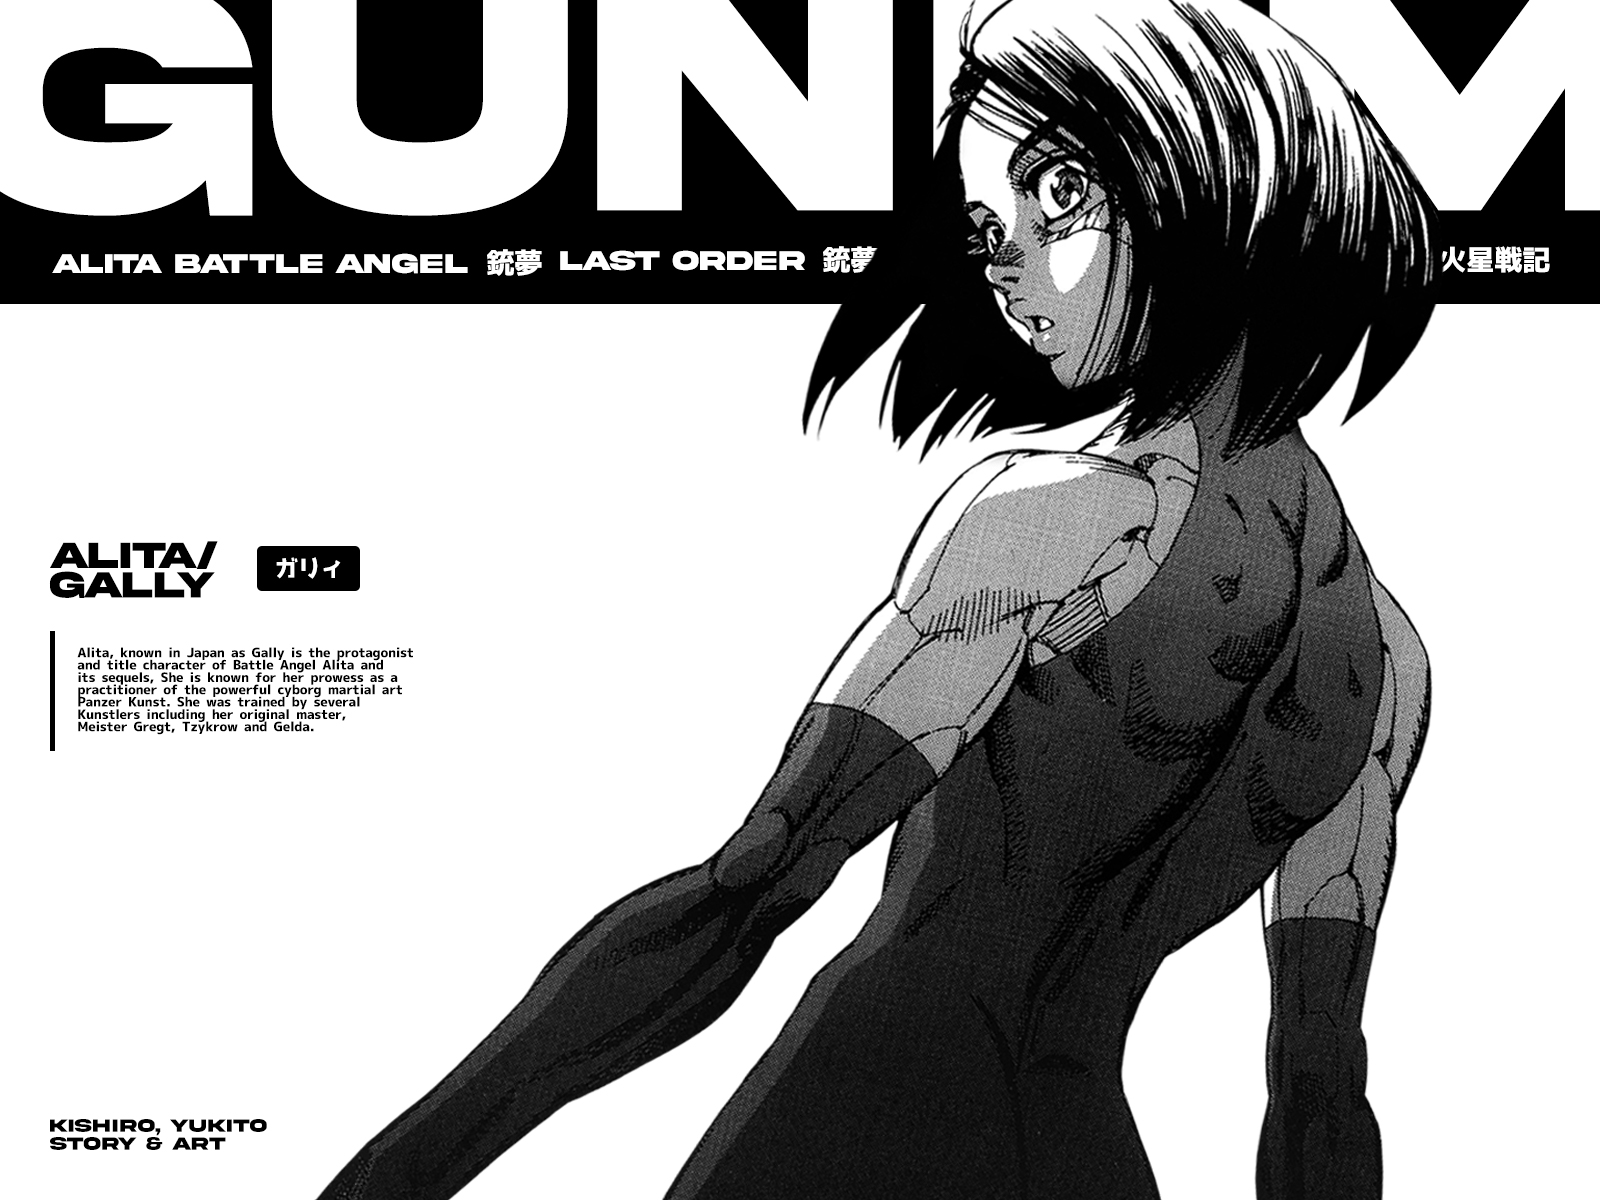 GUNNM
ALITA BATTLE ANGEL 銃夢 LAST ORDER 銃夢 火星戦記
ALITA/
GALLY
ガリィ
Alita, known in Japan as Gally is the protagonist
and title character of Battle Angel Alita and
its sequels, She is known for her prowess as a
practitioner of the powerful cyborg martial art
Panzer Kunst. She was trained by several
Kunstlers including her original master,
Meister Gregt, Tzykrow and Gelda.
KISHIRO, YUKITO
STORY & ART